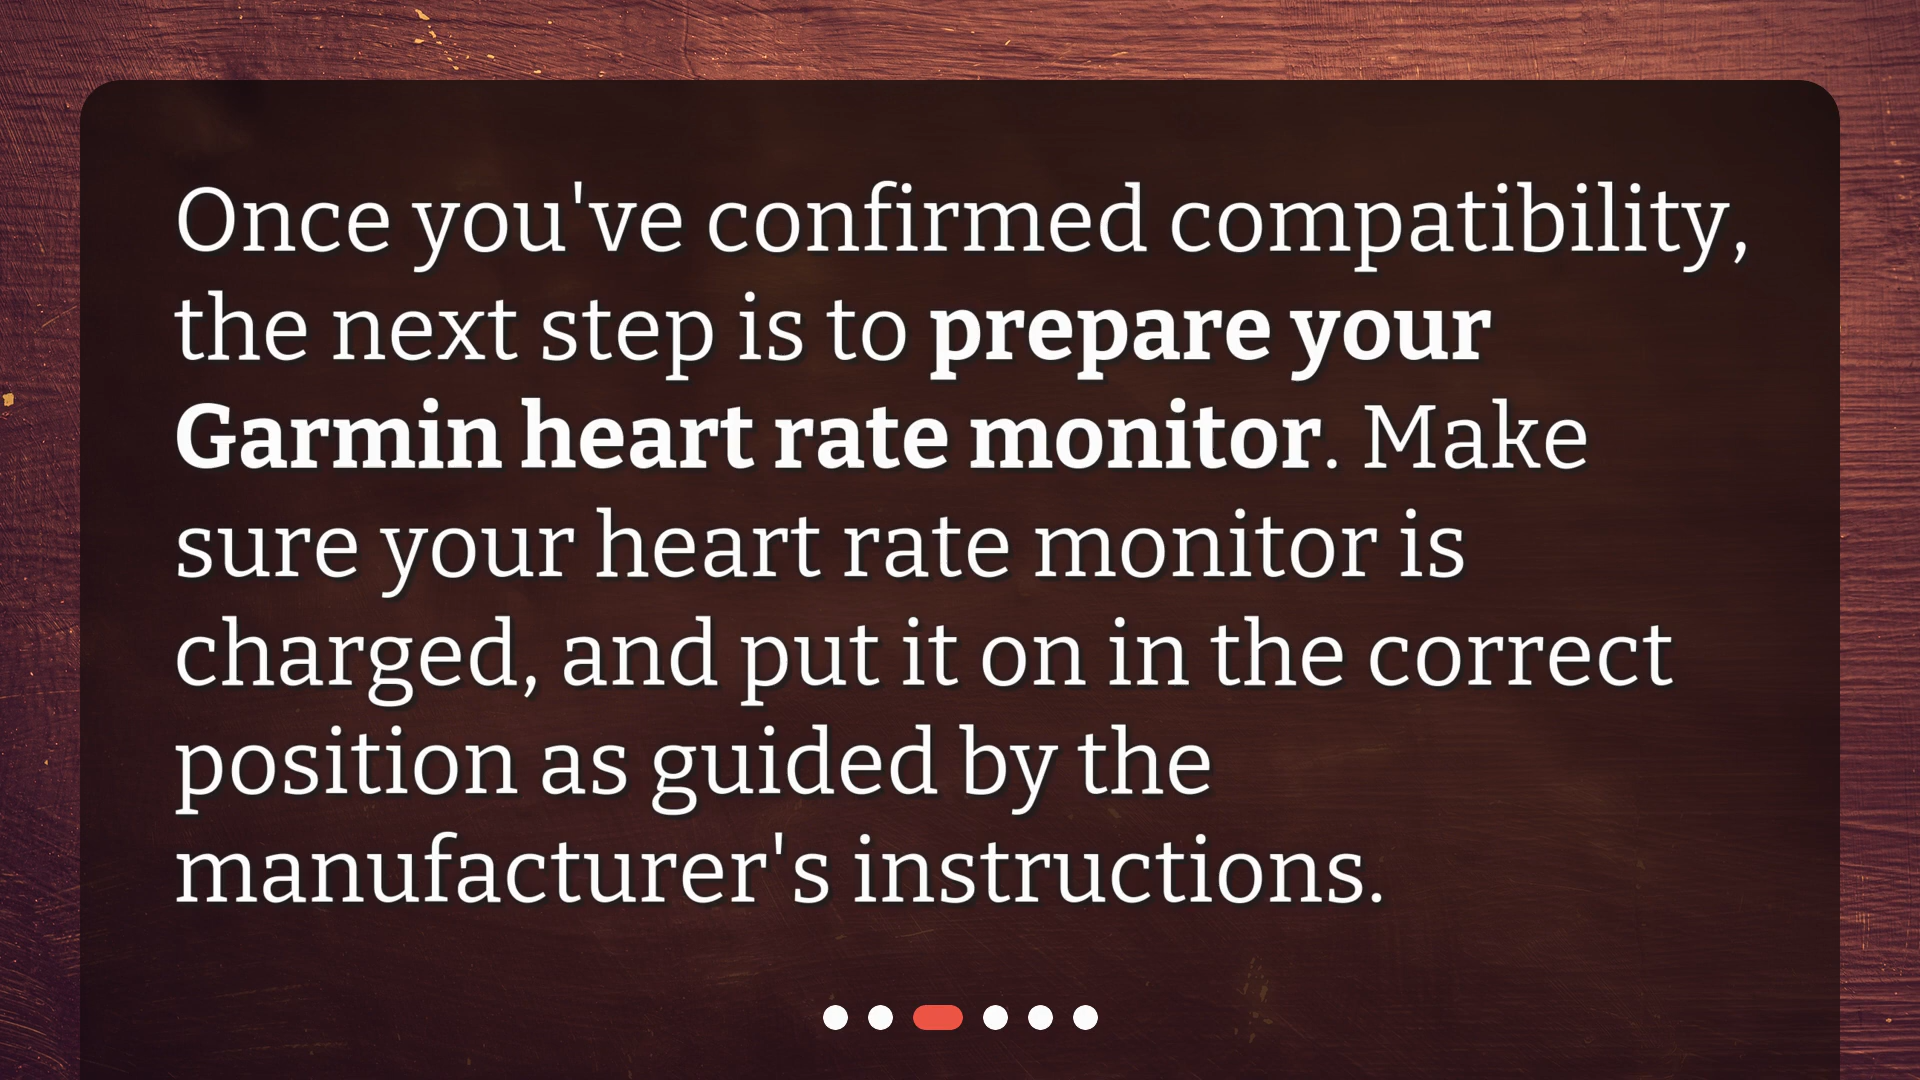 Once you've confirmed compatibility,
the next step is to prepare your
Garmin heart rate monitor. Make
sure your heart rate monitor is
charged, and put it on in the correct
position as guided by the
manufacturer's instructions.